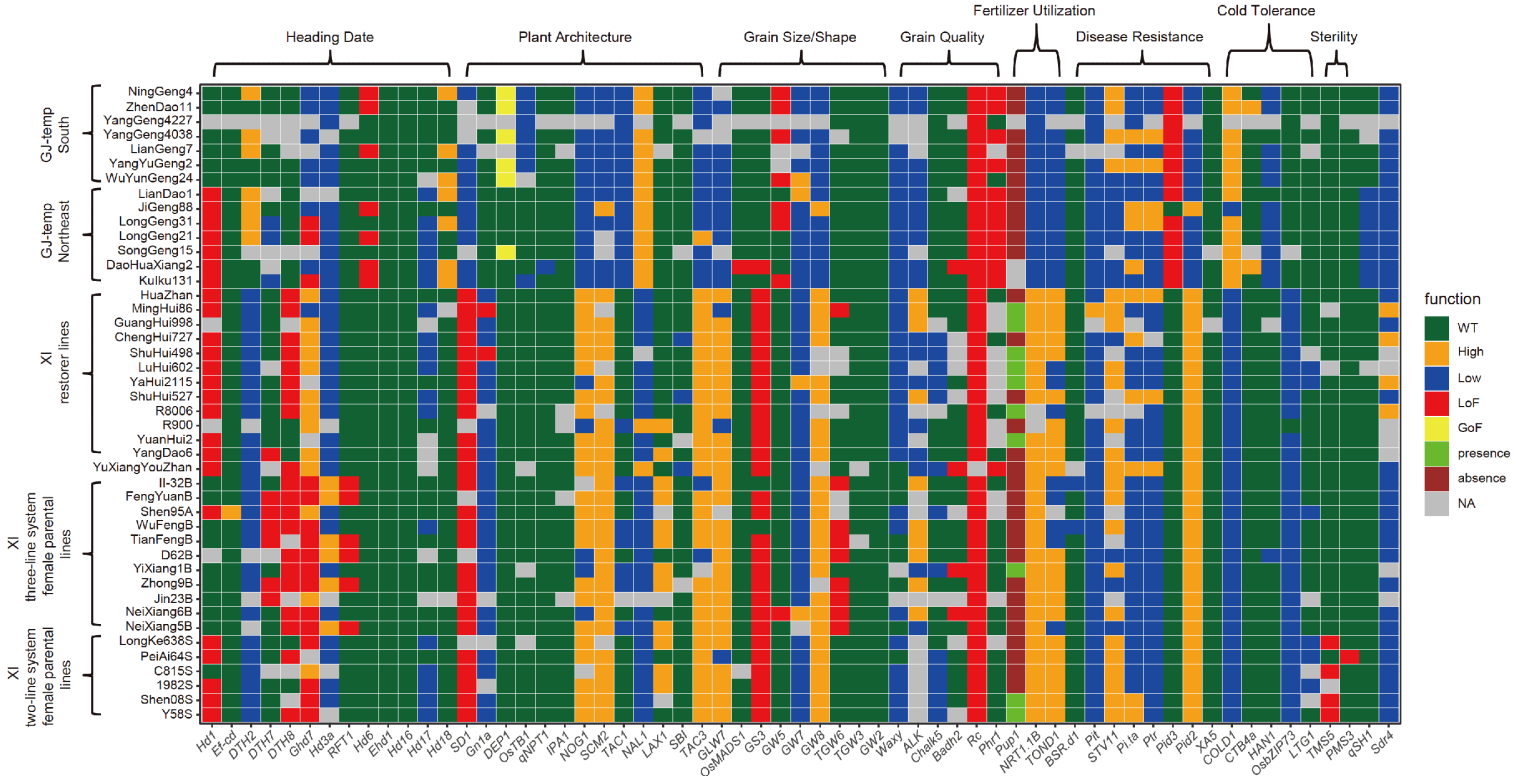 Fertilizer Utilization
Cold Tolerance
Heading Date
Plant Architecture
Grain Size/Shape
Grain Quality
Disease Resistance
Sterility
GJ-temp
South
NingGeng4
ZhenDao11
YangGeng4227
YangGeng4038
LianGeng7
YangYuGeng2
WuYunGeng24
GJ-temp
Northeast
LianDao1
JiGeng88
LongGeng31
LongGeng21
SongGeng15
DaoHuaXiang2
Kulku131
XI
restorer lines
HuaZhan
MingHui86
GuangHui998
ChengHui727
ShuHui498
LuHui602
YaHui2115
ShuHui527
R8006
R900
YuanHui2
YangDao6
YuXiangYouZhan
XI
three-line system
female parental
lines
II-32B
FengYuanB
Shen95A
WuFengB
TianFengB
D62B
YiXiang1B
Zhong9B
Jin23B
NeiXiang6B
NeiXiang5B
XI
two-line system
female parental
lines
LongKe638S
PeiAi64S
C815S
1982S
Shen08S
Y58S
function
WT
High
Low
LoF
GoF
presence
absence
NA
Hd1
Ef-cd
DTH2
DTH7
DTH8
Ghd7
Hd3a
RFT1
Hd6
Ehd1
Hd16
Hd17
Hd18
SD1
Gn1a
DEP1
OsTB1
qNPT1
IPA1
NOG1
SCM2
TAC1
NAL1
LAX1
SBI
TAC3
GLW7
OsMADS1
GS3
GW5
GW7
GW8
TGW6
TGW3
GW2
Waxy
ALK
Chalk5
Badh2
Rc
Phr1
Pup1
NRT1.1B
TOND1
BSR.d1
Pit
STV11
Pi.ta
Ptr
Pid3
Pid2
XA5
COLD1
CTB4a
HAN1
OsbZIP73
LTG1
TMS5
PMS3
qSH1
Sdr4